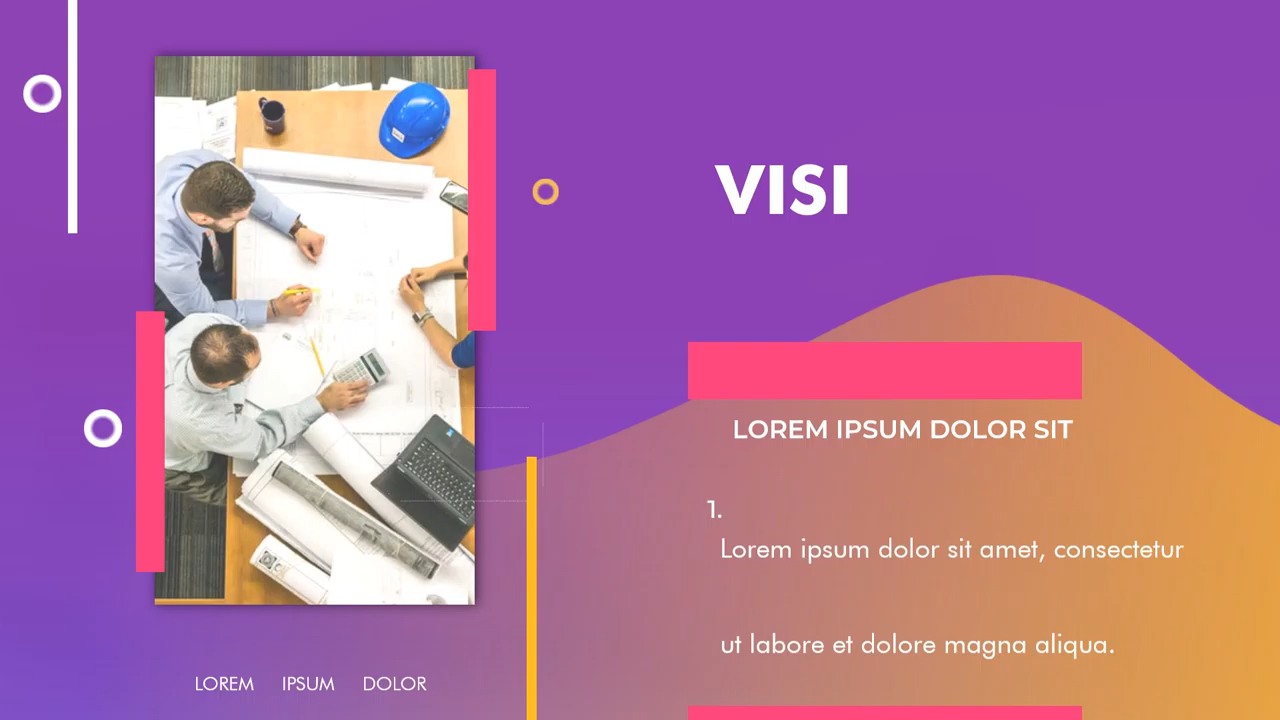 VISI
LOREM IPSUM DOLOR SIT
1.
Lorem ipsum dolor sit amet, consectetur
ut labore et dolore magna aliqua.
LOREM IPSUM DOLOR